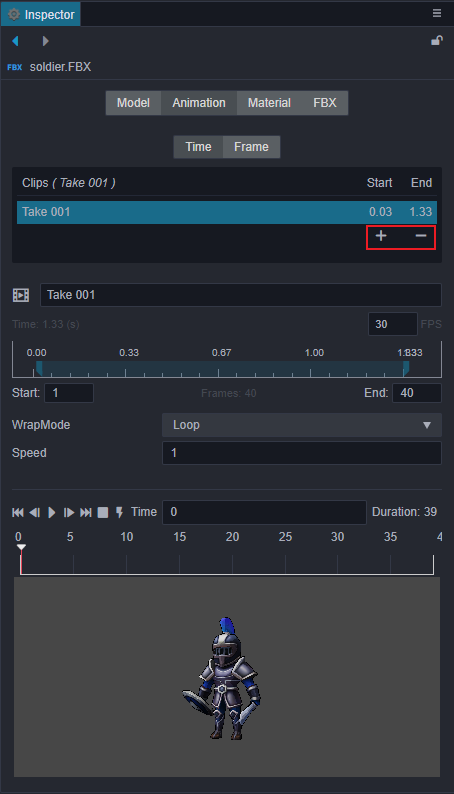 Inspector
FBX soldier.FBX
Model Animation Material FBX
Time Frame
Clips ( Take 001 ) Start End
Take 001 0.03 1.33
+ −
Take 001
Time: 1.33 (s) 30 FPS
0.00 0.33 0.67 1.00 1.33
Start: 1 Frames: 40 End: 40
WrapMode Loop
Speed 1
Time 0 Duration: 39
0 5 10 15 20 25 30 35 4